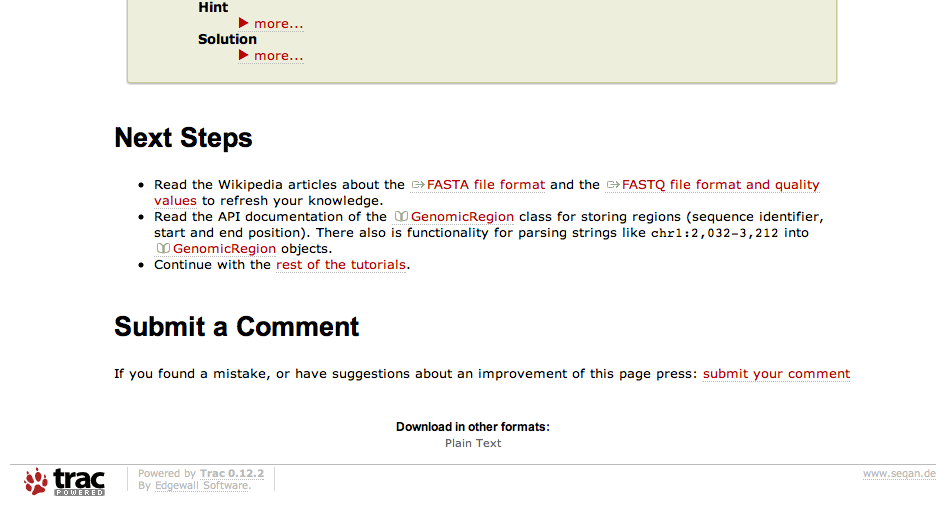 Hint
▶ more...
Solution
▶ more...
Next Steps
• Read the Wikipedia articles about the FASTA file format and the FASTQ file format and quality
values to refresh your knowledge.
• Read the API documentation of the GenomicRegion class for storing regions (sequence identifier,
start and end position). There also is functionality for parsing strings like chr1:2,032-3,212 into
GenomicRegion objects.
• Continue with the rest of the tutorials.
Submit a Comment
If you found a mistake, or have suggestions about an improvement of this page press: submit your comment
Download in other formats:
Plain Text
trac
POWERED
Powered by Trac 0.12.2
By Edgewall Software.
www.seqan.de